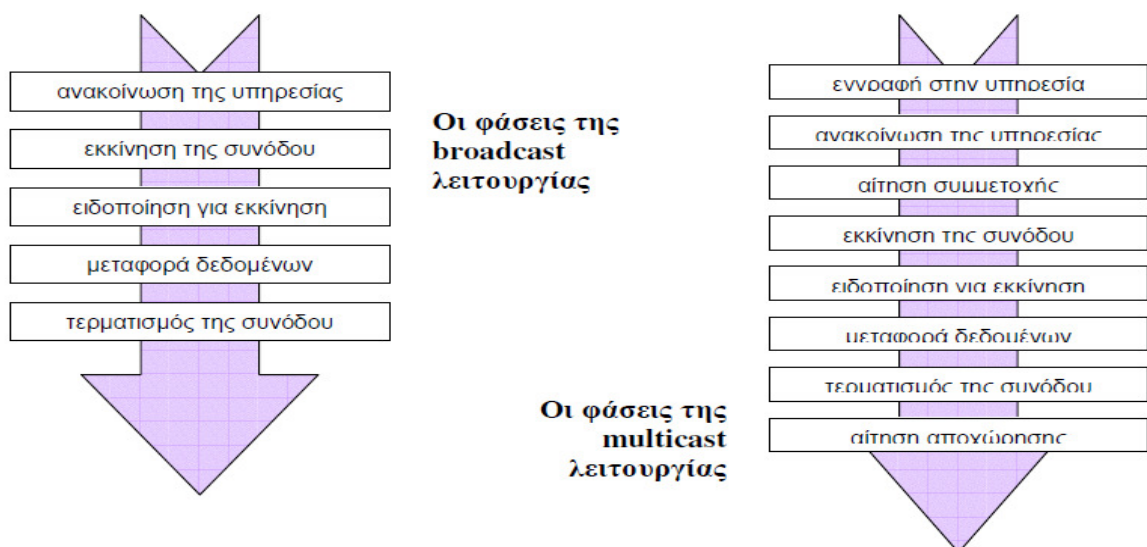 ανακοίνωση της υπηρεσίας
εκκίνηση της συνόδου
ειδοποίηση για εκκίνηση
μεταφορά δεδομένων
τερματισμός της συνόδου
Οι φάσεις της
broadcast
λειτουργίας
εγγραφή στην υπηρεσία
ανακοίνωση της υπηρεσίας
αίτηση συμμετοχής
εκκίνηση της συνόδου
ειδοποίηση για εκκίνηση
μεταφορά δεδομένων
τερματισμός της συνόδου
αίτηση αποχώρησης
Οι φάσεις της
multicast
λειτουργίας